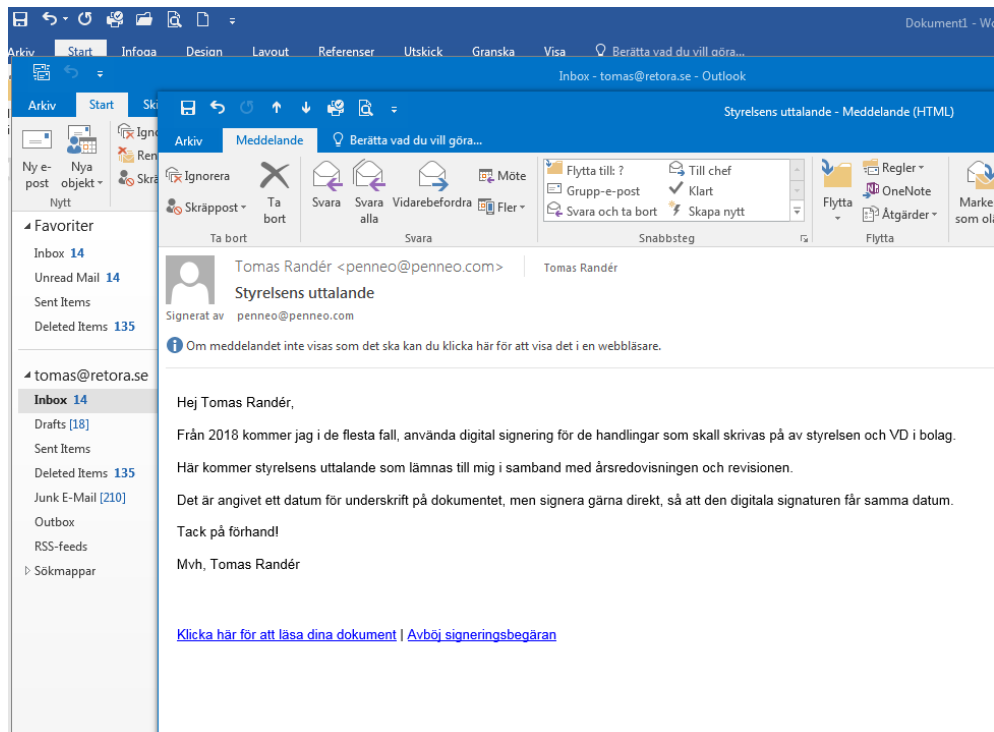 Dokument1 - Wo
Arkiv Start Infoga Design Layout Referenser Utskick Granska Visa Berätta vad du vill göra...
Inbox - tomas@retora.se - Outlook
Arkiv Start Ski
Styrelsens uttalande - Meddelande (HTML)
Arkiv Meddelande Berätta vad du vill göra...
Ny e-post
Nya objekt
Igno
Ren
Skrä
Nytt
Ignorera
Skräppost
Ta bort
Ta bort
Svara
Svara alla
Vidarebefordra
Möte
Fler
Svara
Flytta till: ?
Grupp-e-post
Svara och ta bort
Till chef
Klart
Skapa nytt
Snabbsteg
Flytta
Regler
OneNote
Åtgärder
Flytta
Marke
som olä
Favoriter
Inbox 14
Unread Mail 14
Sent Items
Deleted Items 135
tomas@retora.se
Inbox 14
Drafts [18]
Sent Items
Deleted Items 135
Junk E-Mail [210]
Outbox
RSS-feeds
Sökmappar
Tomas Randér <penneo@penneo.com> Tomas Randér
Styrelsens uttalande
Signerat av penneo@penneo.com
Om meddelandet inte visas som det ska kan du klicka här för att visa det i en webbläsare.
Hej Tomas Randér,
Från 2018 kommer jag i de flesta fall, använda digital signering för de handlingar som skall skrivas på av styrelsen och VD i bolag.
Här kommer styrelsens uttalande som lämnas till mig i samband med årsredovisningen och revisionen.
Det är angivet ett datum för underskrift på dokumentet, men signera gärna direkt, så att den digitala signaturen får samma datum.
Tack på förhand!
Mvh, Tomas Randér
Klicka här för att läsa dina dokument | Avböj signeringsbegäran